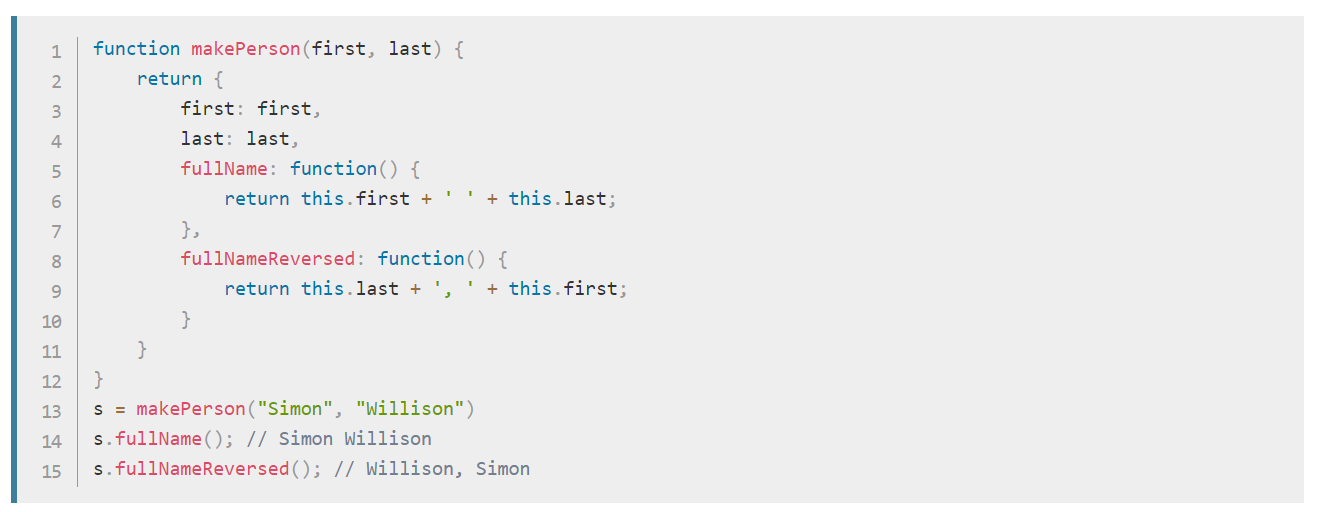 1 function makePerson(first, last) {
2     return {
3         first: first,
4         last: last,
5         fullName: function() {
6             return this.first + ' ' + this.last;
7         },
8         fullNameReversed: function() {
9             return this.last + ', ' + this.first;
10         }
11     }
12 }
13 s = makePerson("Simon", "Willison")
14 s.fullName(); // Simon Willison
15 s.fullNameReversed(); // Willison, Simon